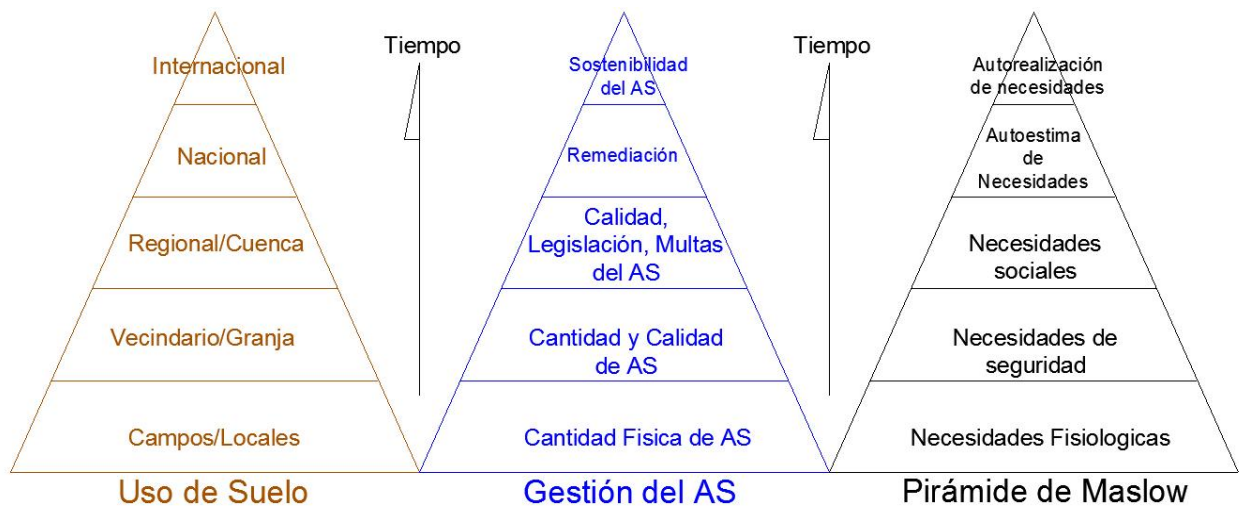 Internacional
Nacional
Regional/Cuenca
Vecindario/Granja
Campos/Locales
Uso de Suelo
Tiempo
Sostenibilidad
del AS
Remediación
Calidad,
Legislación, Multas
del AS
Cantidad y Calidad
de AS
Cantidad Fisica de AS
Gestión del AS
Tiempo
Autorealización
de necesidades
Autoestima
de
Necesidades
Necesidades
sociales
Necesidades de
seguridad
Necesidades Fisiologicas
Pirámide de Maslow